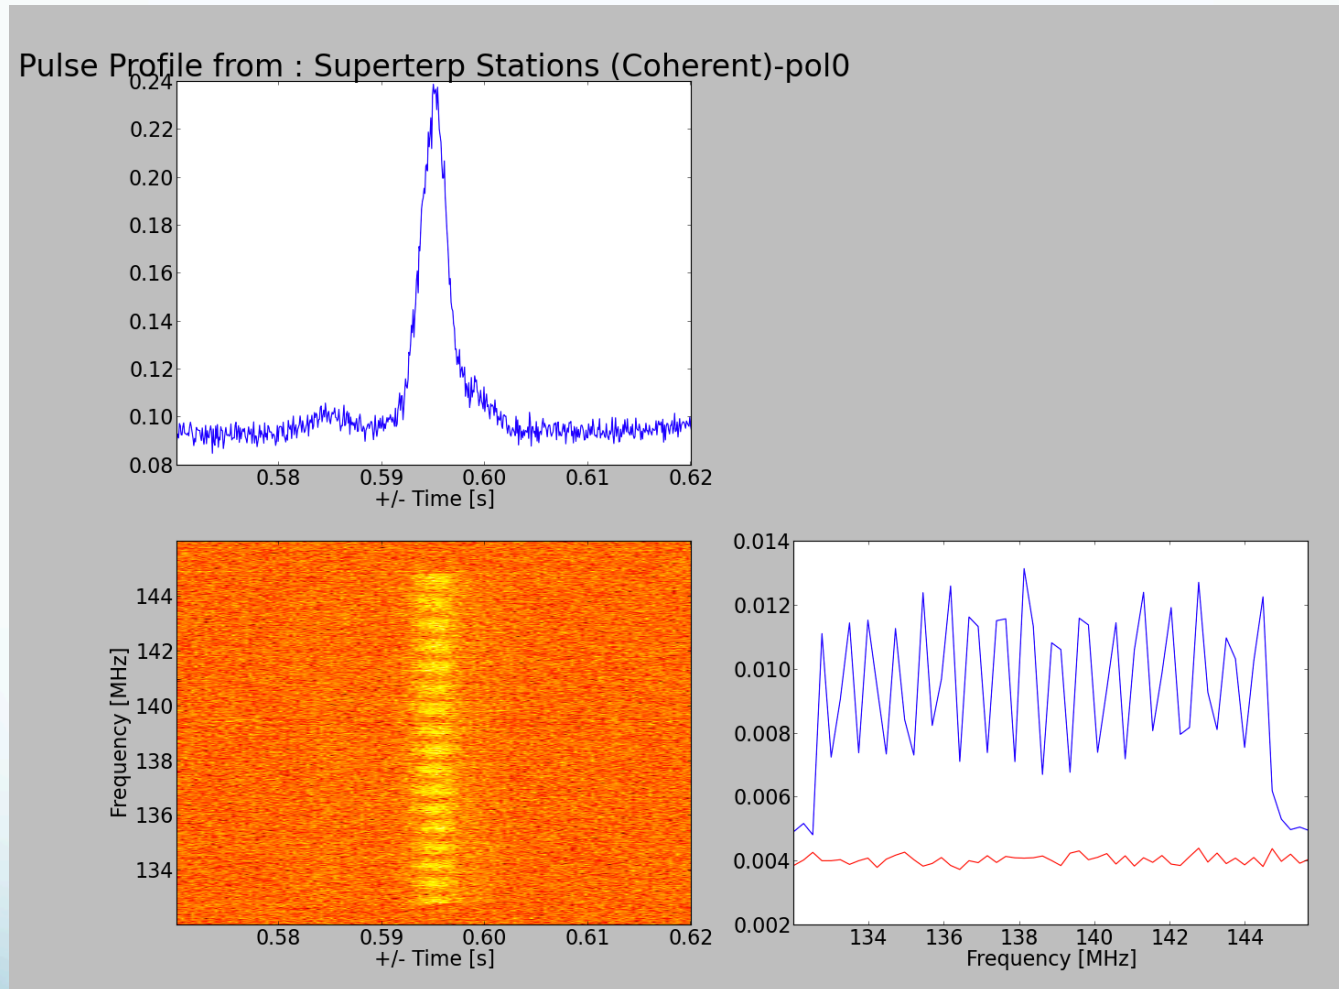 Pulse Profile from : Superterp Stations (Coherent)-pol0
0.24
0.22
0.20
0.18
0.16
0.14
0.12
0.10
0.08
0.58 0.59 0.60 0.61 0.62
+/- Time [s]
144
142
140
138
136
134
Frequency [MHz]
0.58 0.59 0.60 0.61 0.62
+/- Time [s]
0.014
0.012
0.010
0.008
0.006
0.004
0.002
134 136 138 140 142 144
Frequency [MHz]